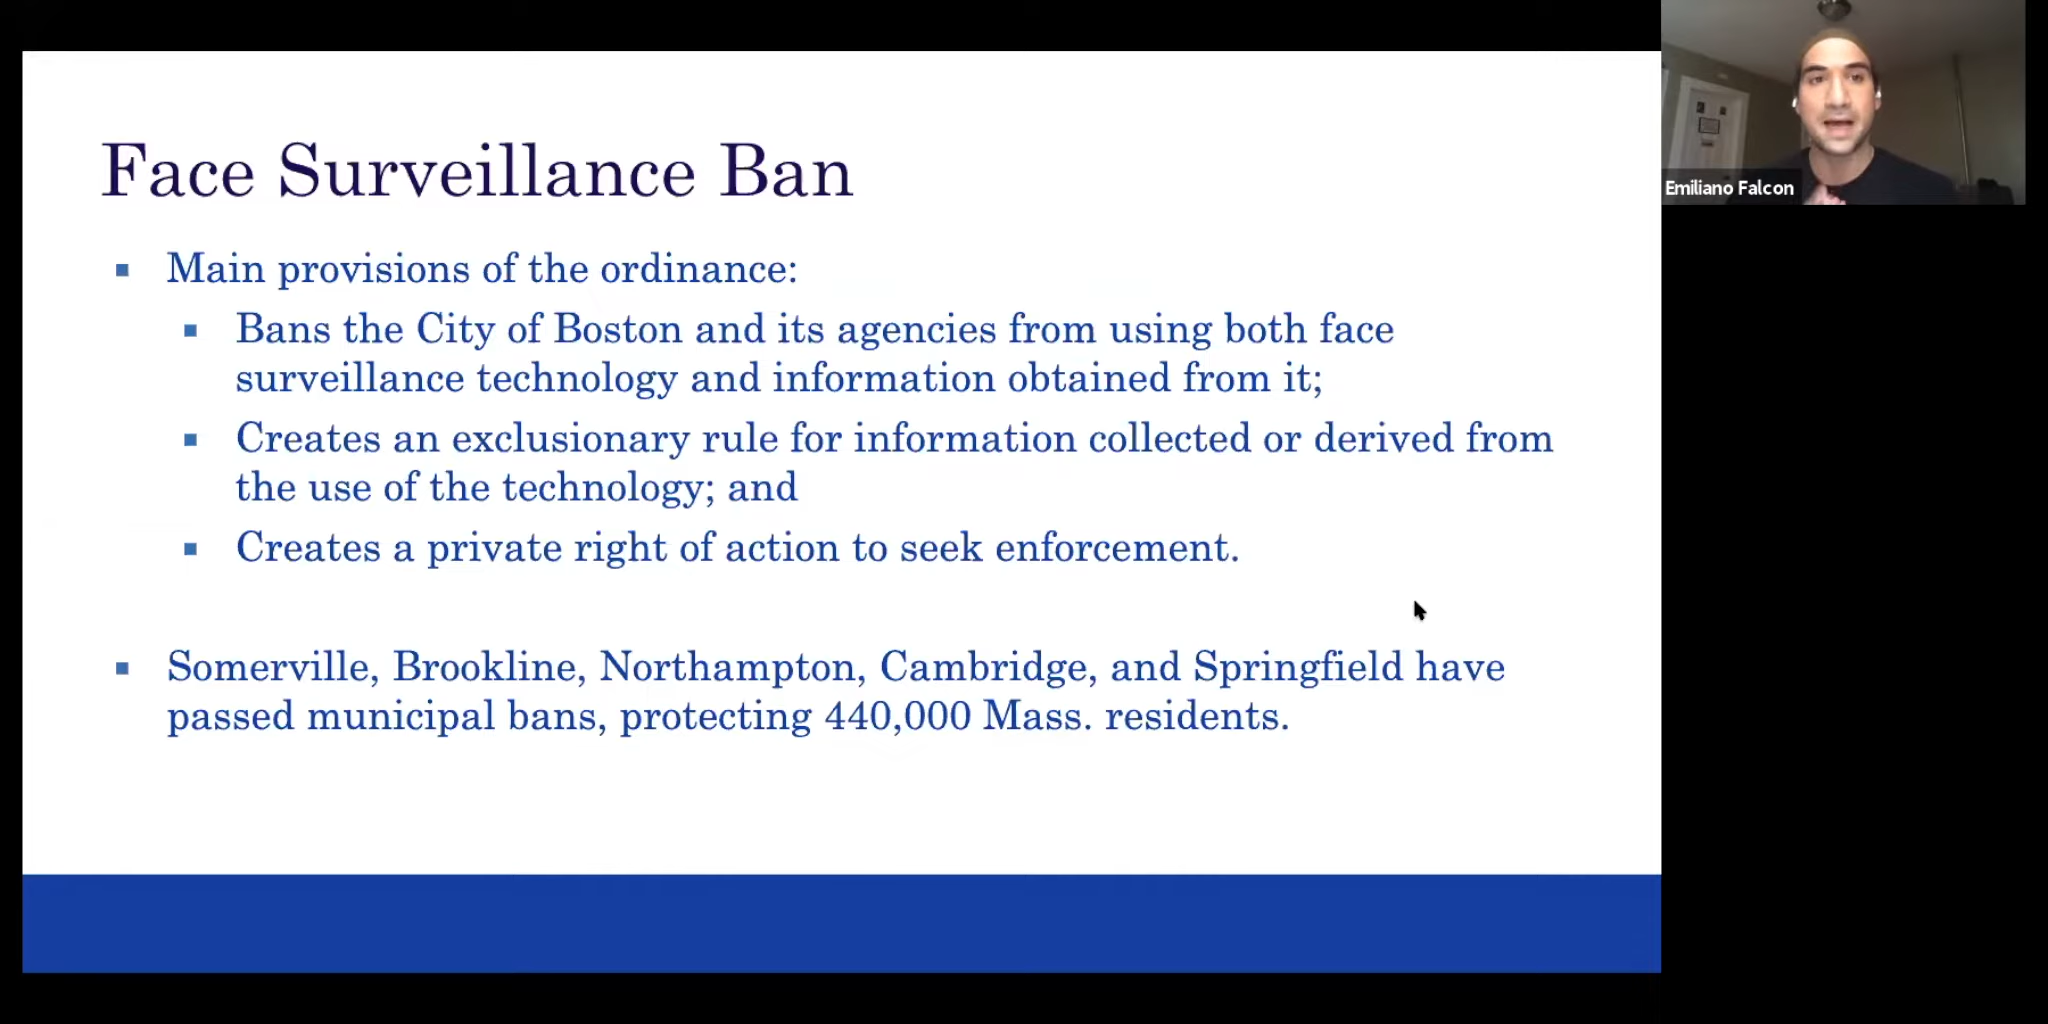 Face Surveillance Ban
Main provisions of the ordinance:
Bans the City of Boston and its agencies from using both face
surveillance technology and information obtained from it;
Creates an exclusionary rule for information collected or derived from
the use of the technology; and
Creates a private right of action to seek enforcement.
Somerville, Brookline, Northampton, Cambridge, and Springfield have
passed municipal bans, protecting 440,000 Mass. residents.
Emiliano Falcon